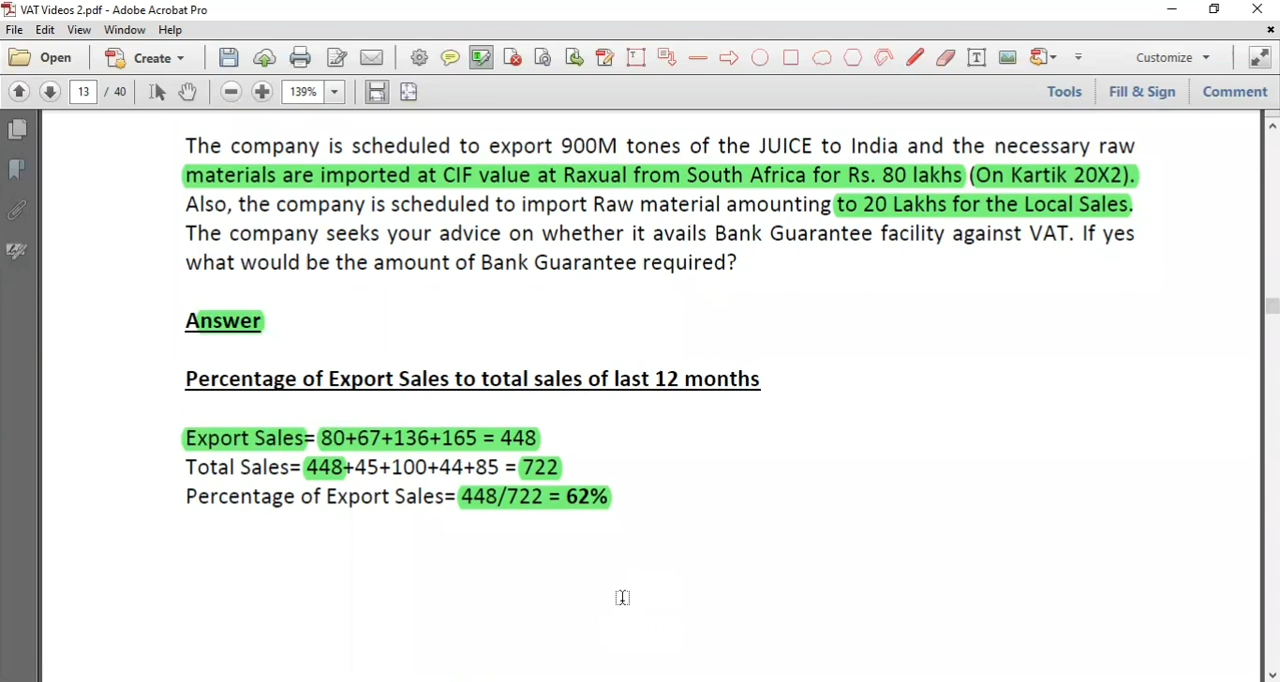 VAT Videos 2.pdf - Adobe Acrobat Pro
File Edit View Window Help
Open Create Customize
13 / 40 139% Tools Fill & Sign Comment
The company is scheduled to export 900M tones of the JUICE to India and the necessary raw
materials are imported at CIF value at Raxual from South Africa for Rs. 80 lakhs (On Kartik 20X2).
Also, the company is scheduled to import Raw material amounting to 20 Lakhs for the Local Sales.
The company seeks your advice on whether it avails Bank Guarantee facility against VAT. If yes
what would be the amount of Bank Guarantee required?
Answer
Percentage of Export Sales to total sales of last 12 months
Export Sales= 80+67+136+165 = 448
Total Sales= 448+45+100+44+85 = 722
Percentage of Export Sales= 448/722 = 62%